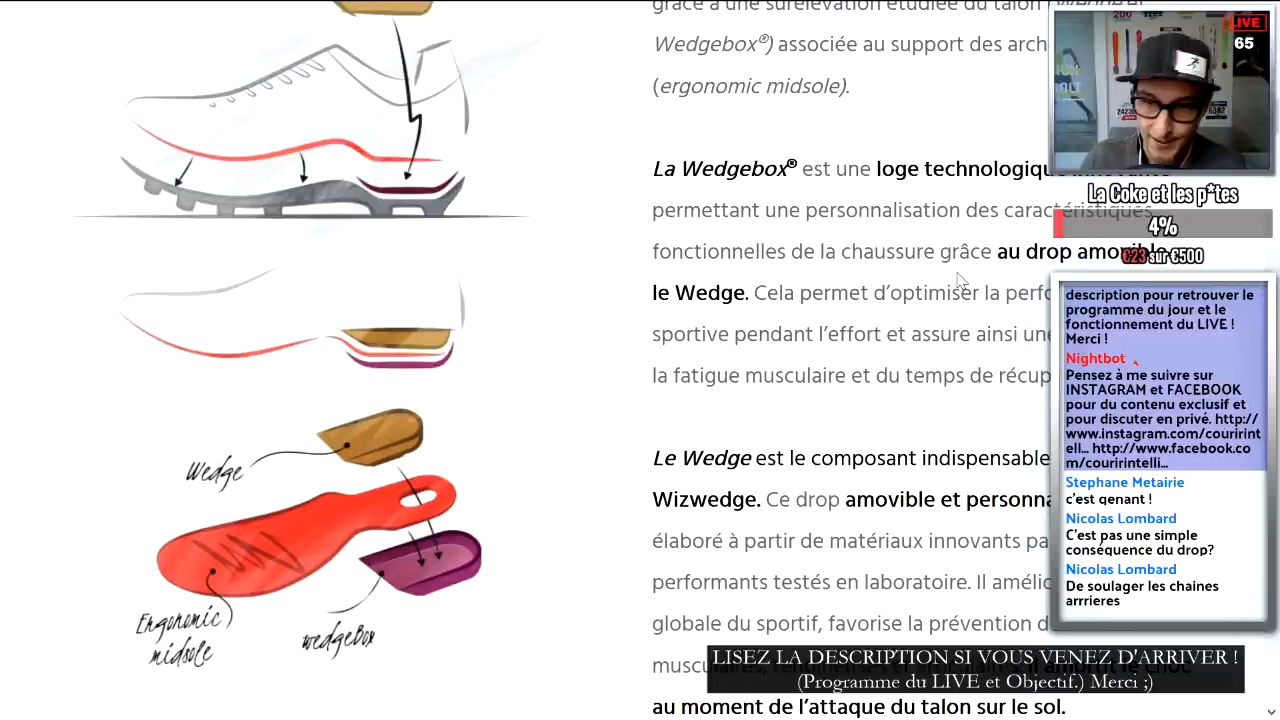 grâce à une surélévation étudiée du talon (Wedge et
Wedgebox®) associée au support des arch
(ergonomic midsole).
La Wedgebox® est une loge technologique innovante
permettant une personnalisation des caractéristiques
fonctionnelles de la chaussure grâce au drop amovible
le Wedge. Cela permet d'optimiser la perfo
sportive pendant l'effort et assure ainsi une
la fatigue musculaire et du temps de récup
Le Wedge est le composant indispensable
Wizwedge. Ce drop amovible et personna
élaboré à partir de matériaux innovants pa
performants testés en laboratoire. Il amélio
globale du sportif, favorise la prévention d
au moment de l'attaque du talon sur le sol.
Wedge
Ergonomic
midsole
wedgeBox
LIVE
65
La Coke et les p*tes
4%
€23 sur €500
description pour retrouver le
programme du jour et le
fonctionnement du LIVE !
Merci !
Nightbot
Pensez à me suivre sur
INSTAGRAM et FACEBOOK
pour du contenu exclusif et
pour discuter en privé. http://
www.instagram.com/courirint
ell... http://www.facebook.co
m/couririntelli...
Stephane Metairie
c'est genant !
Nicolas Lombard
C'est pas une simple
conséquence du drop?
Nicolas Lombard
De soulager les chaines
arrrieres
LISEZ LA DESCRIPTION SI VOUS VENEZ D'ARRIVER !
(Programme du LIVE et Objectif.) Merci ;)